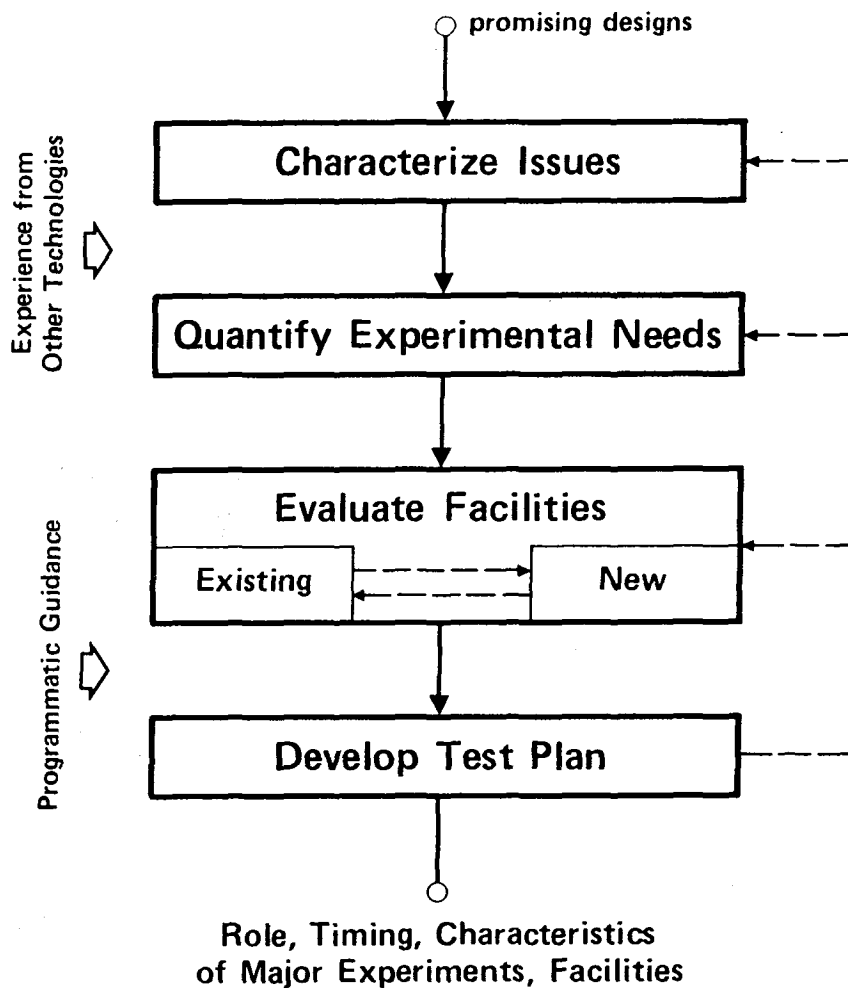 promising designs
Characterize Issues
Experience from
Other Technologies
Quantify Experimental Needs
Evaluate Facilities
Existing
New
Programmatic Guidance
Develop Test Plan
Role, Timing, Characteristics
of Major Experiments, Facilities